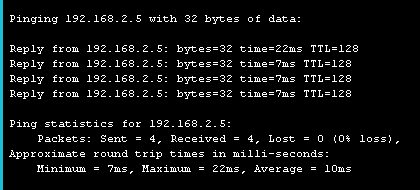 Pinging 192.168.2.5 with 32 bytes of data:
Reply from 192.168.2.5: bytes=32 time=22ms TTL=128
Reply from 192.168.2.5: bytes=32 time=7ms TTL=128
Reply from 192.168.2.5: bytes=32 time=7ms TTL=128
Reply from 192.168.2.5: bytes=32 time=7ms TTL=128
Ping statistics for 192.168.2.5:
Packets: Sent = 4, Received = 4, Lost = 0 (0% loss),
Approximate round trip times in milli-seconds:
Minimum = 7ms, Maximum = 22ms, Average = 10ms